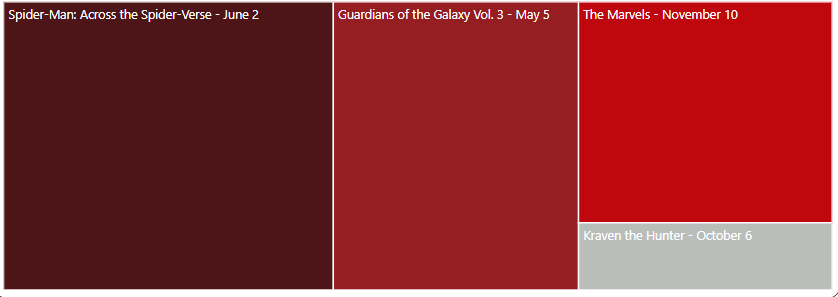 Spider-Man: Across the Spider-Verse - June 2
Guardians of the Galaxy Vol. 3 - May 5
The Marvels - November 10
Kraven the Hunter - October 6